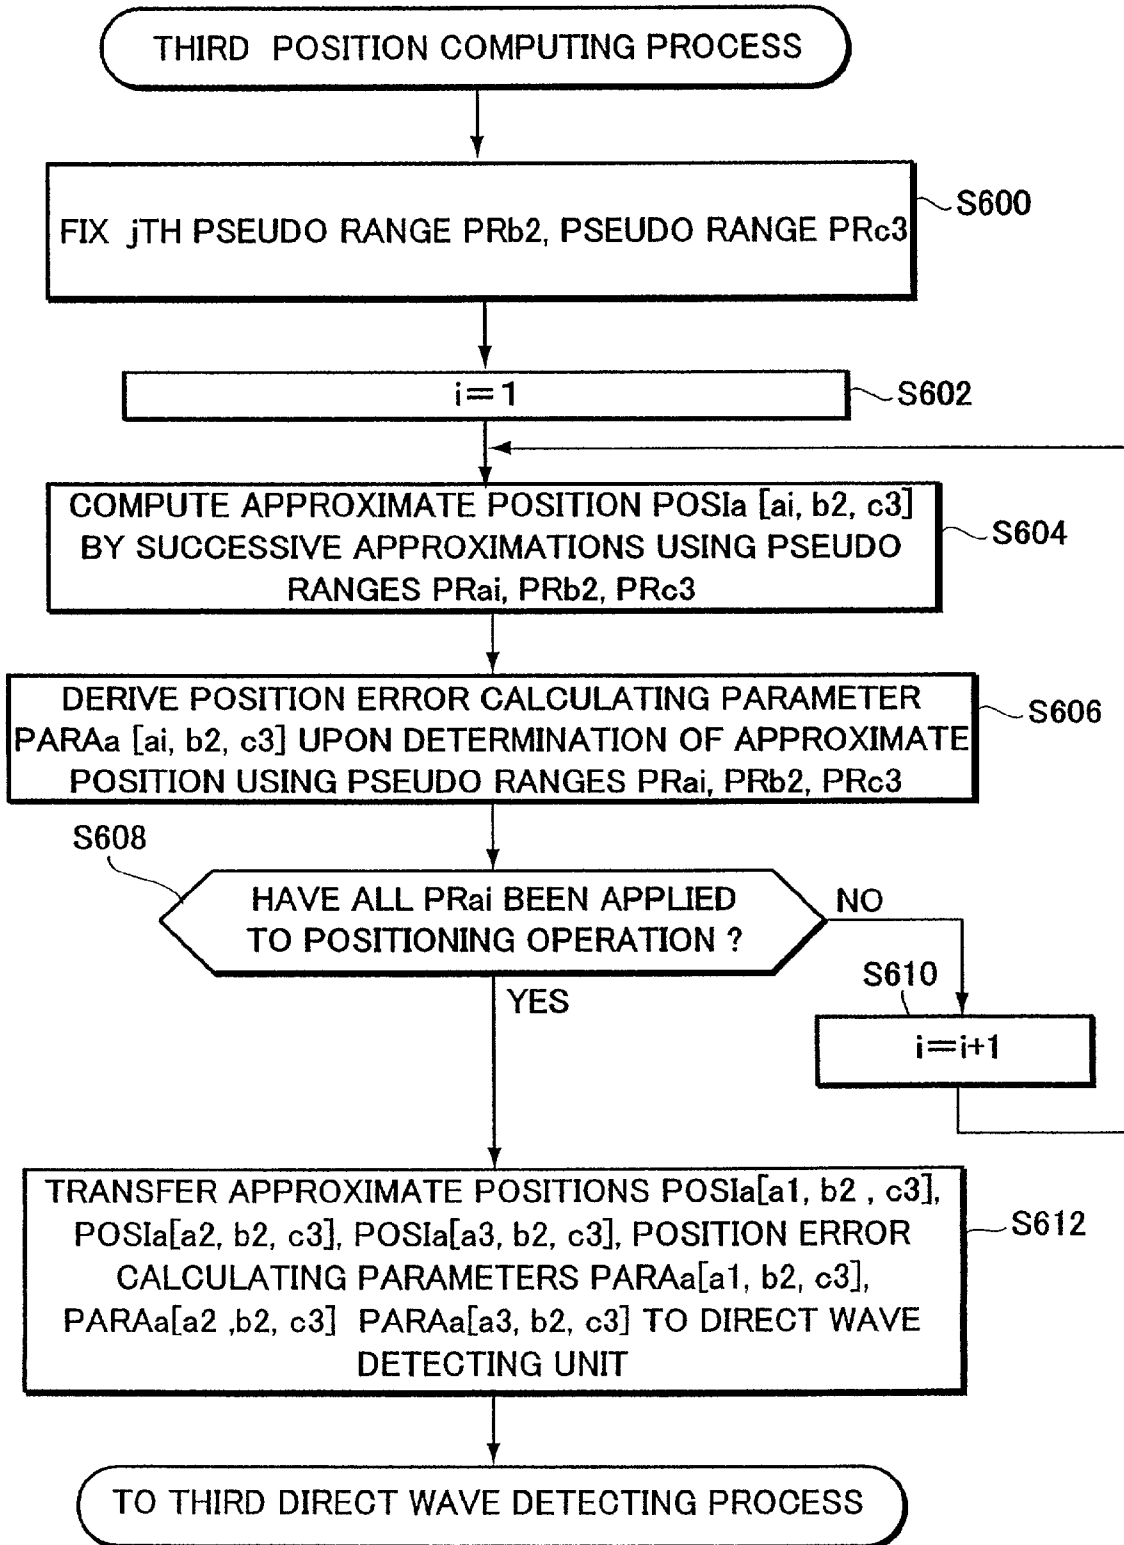 THIRD POSITION COMPUTING PROCESS
FIX jTH PSEUDO RANGE PRb2, PSEUDO RANGE PRc3
S600
i=1
S602
COMPUTE APPROXIMATE POSITION POSIa [ai, b2, c3]
BY SUCCESSIVE APPROXIMATIONS USING PSEUDO
RANGES PRai, PRb2, PRc3
S604
DERIVE POSITION ERROR CALCULATING PARAMETER
PARAa [ai, b2, c3] UPON DETERMINATION OF APPROXIMATE
POSITION USING PSEUDO RANGES PRai, PRb2, PRc3
S606
S608
HAVE ALL PRai BEEN APPLIED
TO POSITIONING OPERATION ?
NO
YES
S610
i=i+1
TRANSFER APPROXIMATE POSITIONS POSIa[a1, b2 , c3],
POSIa[a2, b2, c3], POSIa[a3, b2, c3], POSITION ERROR
CALCULATING PARAMETERS PARAa[a1, b2, c3],
PARAa[a2 ,b2, c3] PARAa[a3, b2, c3] TO DIRECT WAVE
DETECTING UNIT
S612
TO THIRD DIRECT WAVE DETECTING PROCESS